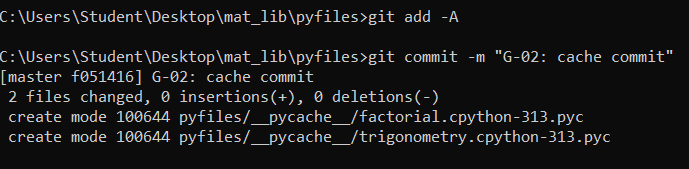 C:\Users\Student\Desktop\mat_lib\pyfiles>git add -A
C:\Users\Student\Desktop\mat_lib\pyfiles>git commit -m "G-02: cache commit"
[master f051416] G-02: cache commit
 2 files changed, 0 insertions(+), 0 deletions(-)
 create mode 100644 pyfiles/__pycache__/factorial.cpython-313.pyc
 create mode 100644 pyfiles/__pycache__/trigonometry.cpython-313.pyc